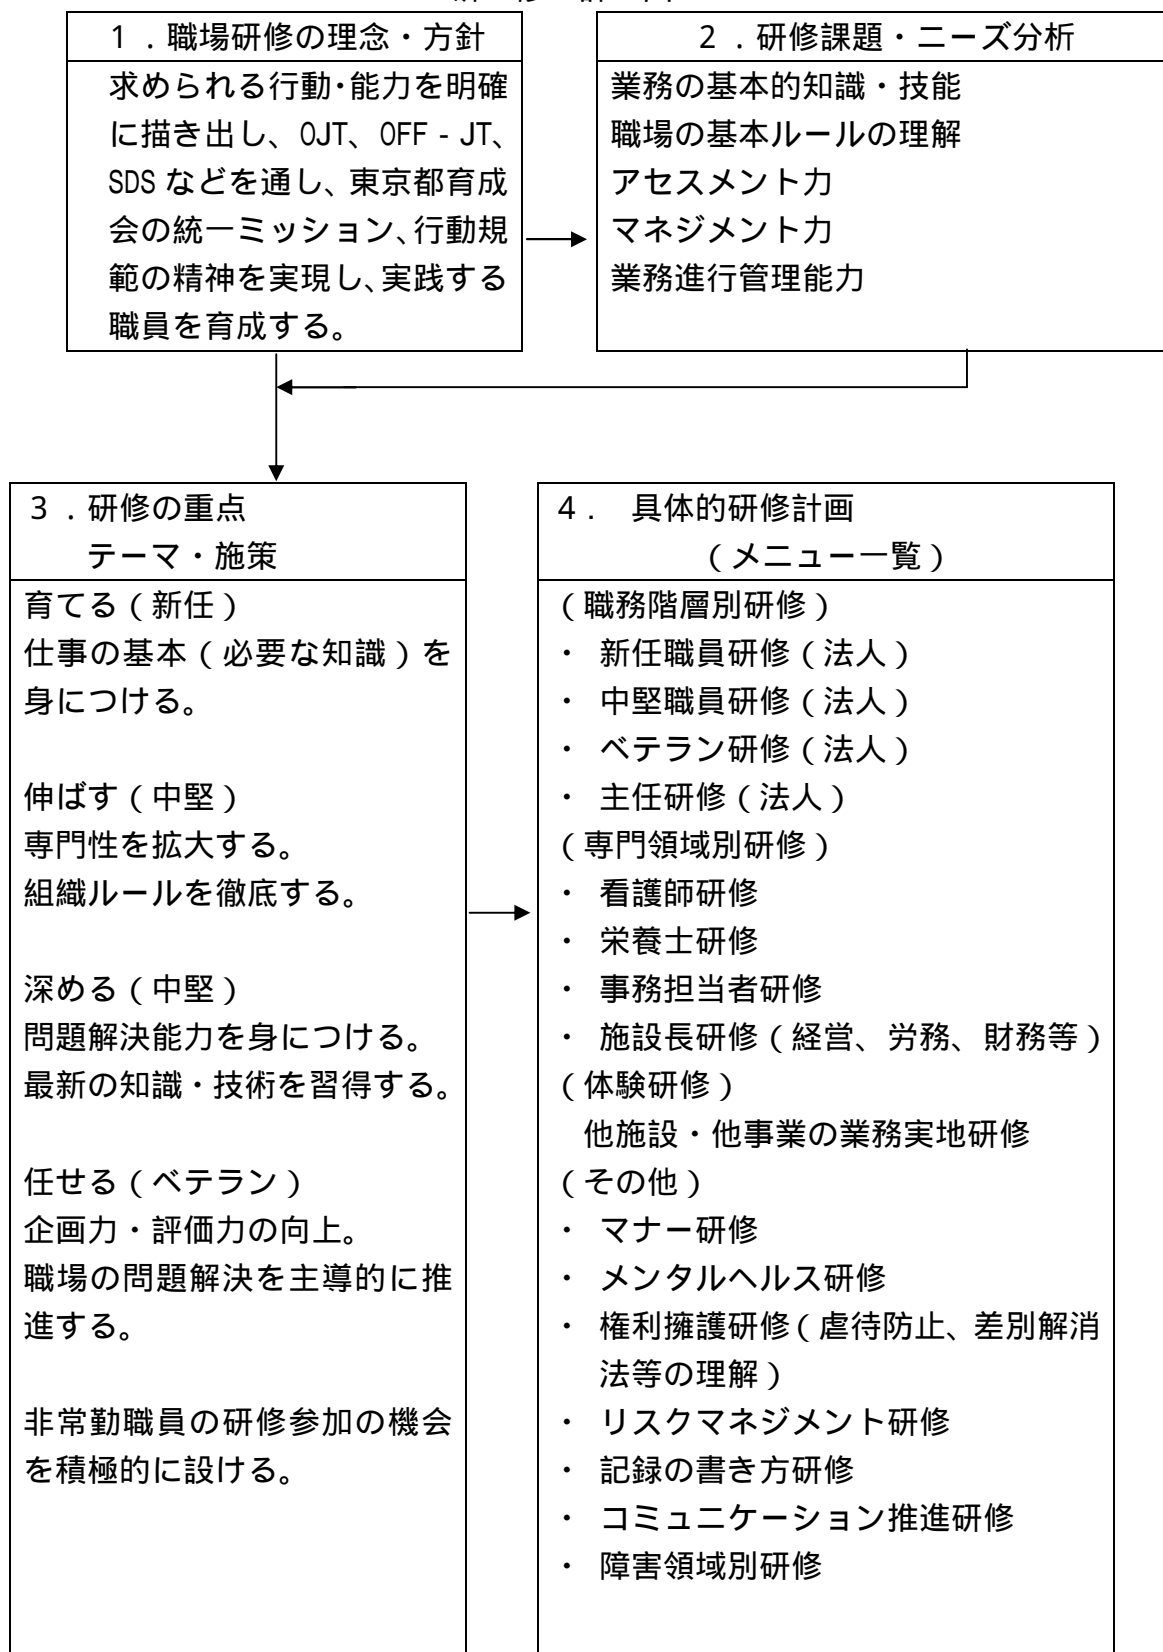 1．職場研修の理念・方針
求められる行動・能力を明確
に描き出し、OJT、OFF‐JT、
SDSなどを通し、東京都育成
会の統一ミッション、行動規
範の精神を実現し、実践する
職員を育成する。
2．研修課題・ニーズ分析
業務の基本的知識・技能
職場の基本ルールの理解
アセスメント力
マネジメント力
業務進行管理能力
3．研修の重点
テーマ・施策
育てる（新任）
仕事の基本（必要な知識）を
身につける。
伸ばす（中堅）
専門性を拡大する。
組織ルールを徹底する。
深める（中堅）
問題解決能力を身につける。
最新の知識・技術を習得する。
任せる（ベテラン）
企画力・評価力の向上。
職場の問題解決を主導的に推
進する。
非常勤職員の研修参加の機会
を積極的に設ける。
4．　具体的研修計画
（メニュー一覧）
（職務階層別研修）
・ 新任職員研修（法人）
・ 中堅職員研修（法人）
・ ベテラン研修（法人）
・ 主任研修（法人）
（専門領域別研修）
・ 看護師研修
・ 栄養士研修
・ 事務担当者研修
・ 施設長研修（経営、労務、財務等）
（体験研修）
他施設・他事業の業務実地研修
（その他）
・ マナー研修
・ メンタルヘルス研修
・ 権利擁護研修（虐待防止、差別解消
法等の理解）
・ リスクマネジメント研修
・ 記録の書き方研修
・ コミュニケーション推進研修
・ 障害領域別研修